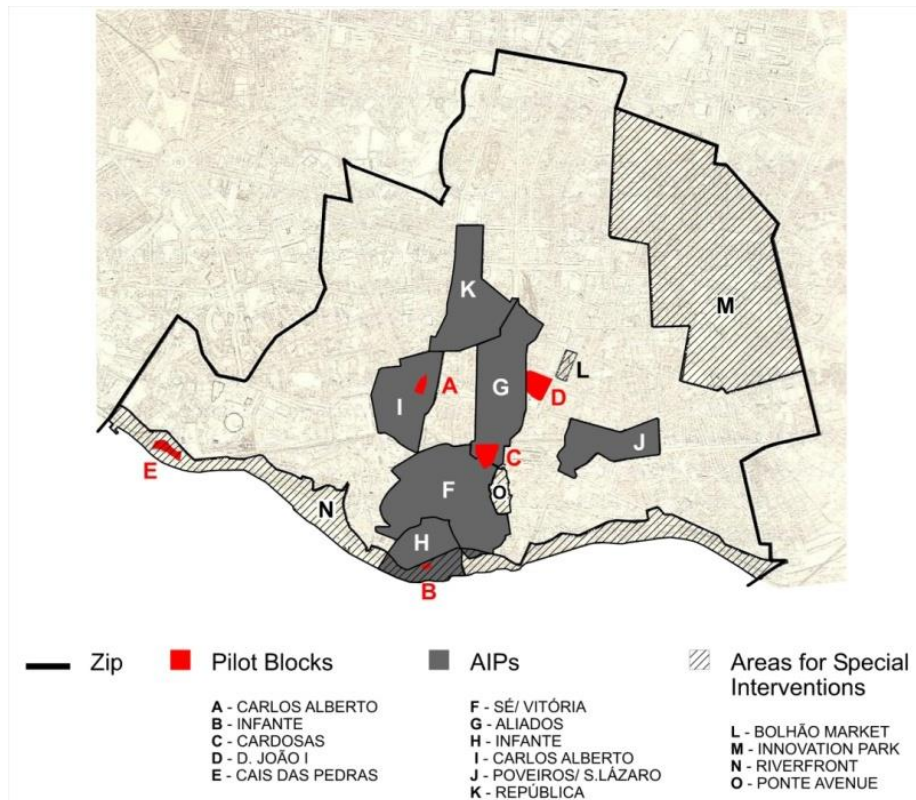 M
K
L
A
I
G
D
J
E
C
F
O
N
H
B
Zip
Pilot Blocks
A - CARLOS ALBERTO
B - INFANTE
C - CARDOSAS
D - D. JOÃO I
E - CAIS DAS PEDRAS
AIPs
F - SÉ/ VITÓRIA
G - ALIADOS
H - INFANTE
I - CARLOS ALBERTO
J - POVEIROS/ S.LÁZARO
K - REPÚBLICA
Areas for Special
Interventions
L - BOLHÃO MARKET
M - INNOVATION PARK
N - RIVERFRONT
O - PONTE AVENUE